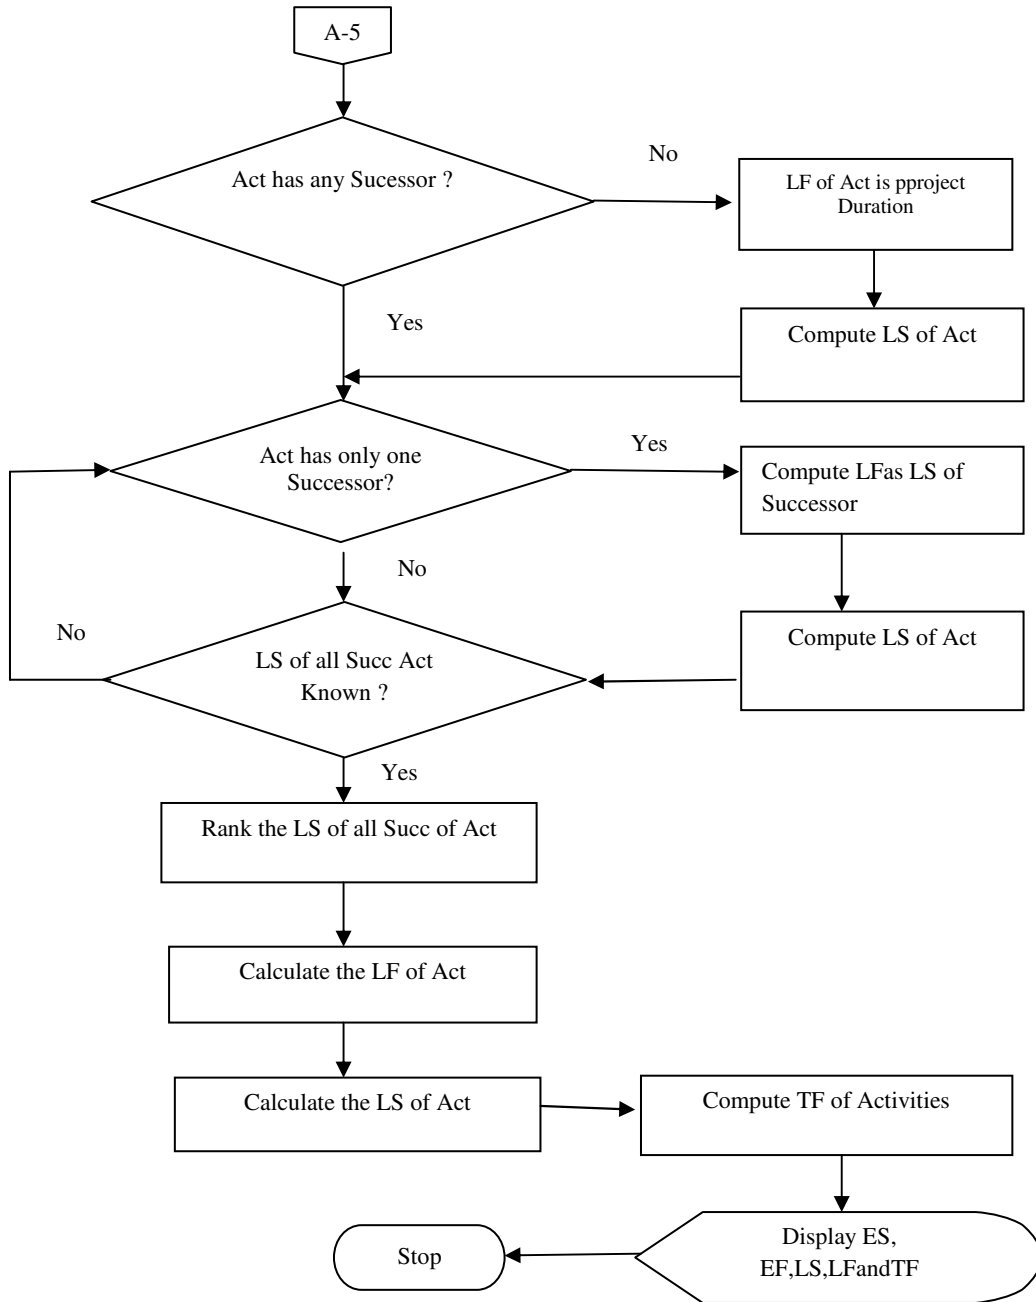 A-5
Act has any Sucessor ?
No
LF of Act is pproject
Duration
Yes
Compute LS of Act
Act has only one
Successor?
Yes
Compute LFas LS of
Successor
No
No
LS of all Succ Act
Known ?
Compute LS of Act
Yes
Rank the LS of all Succ of Act
Calculate the LF of Act
Calculate the LS of Act
Compute TF of Activities
Display ES,
EF,LS,LFandTF
Stop